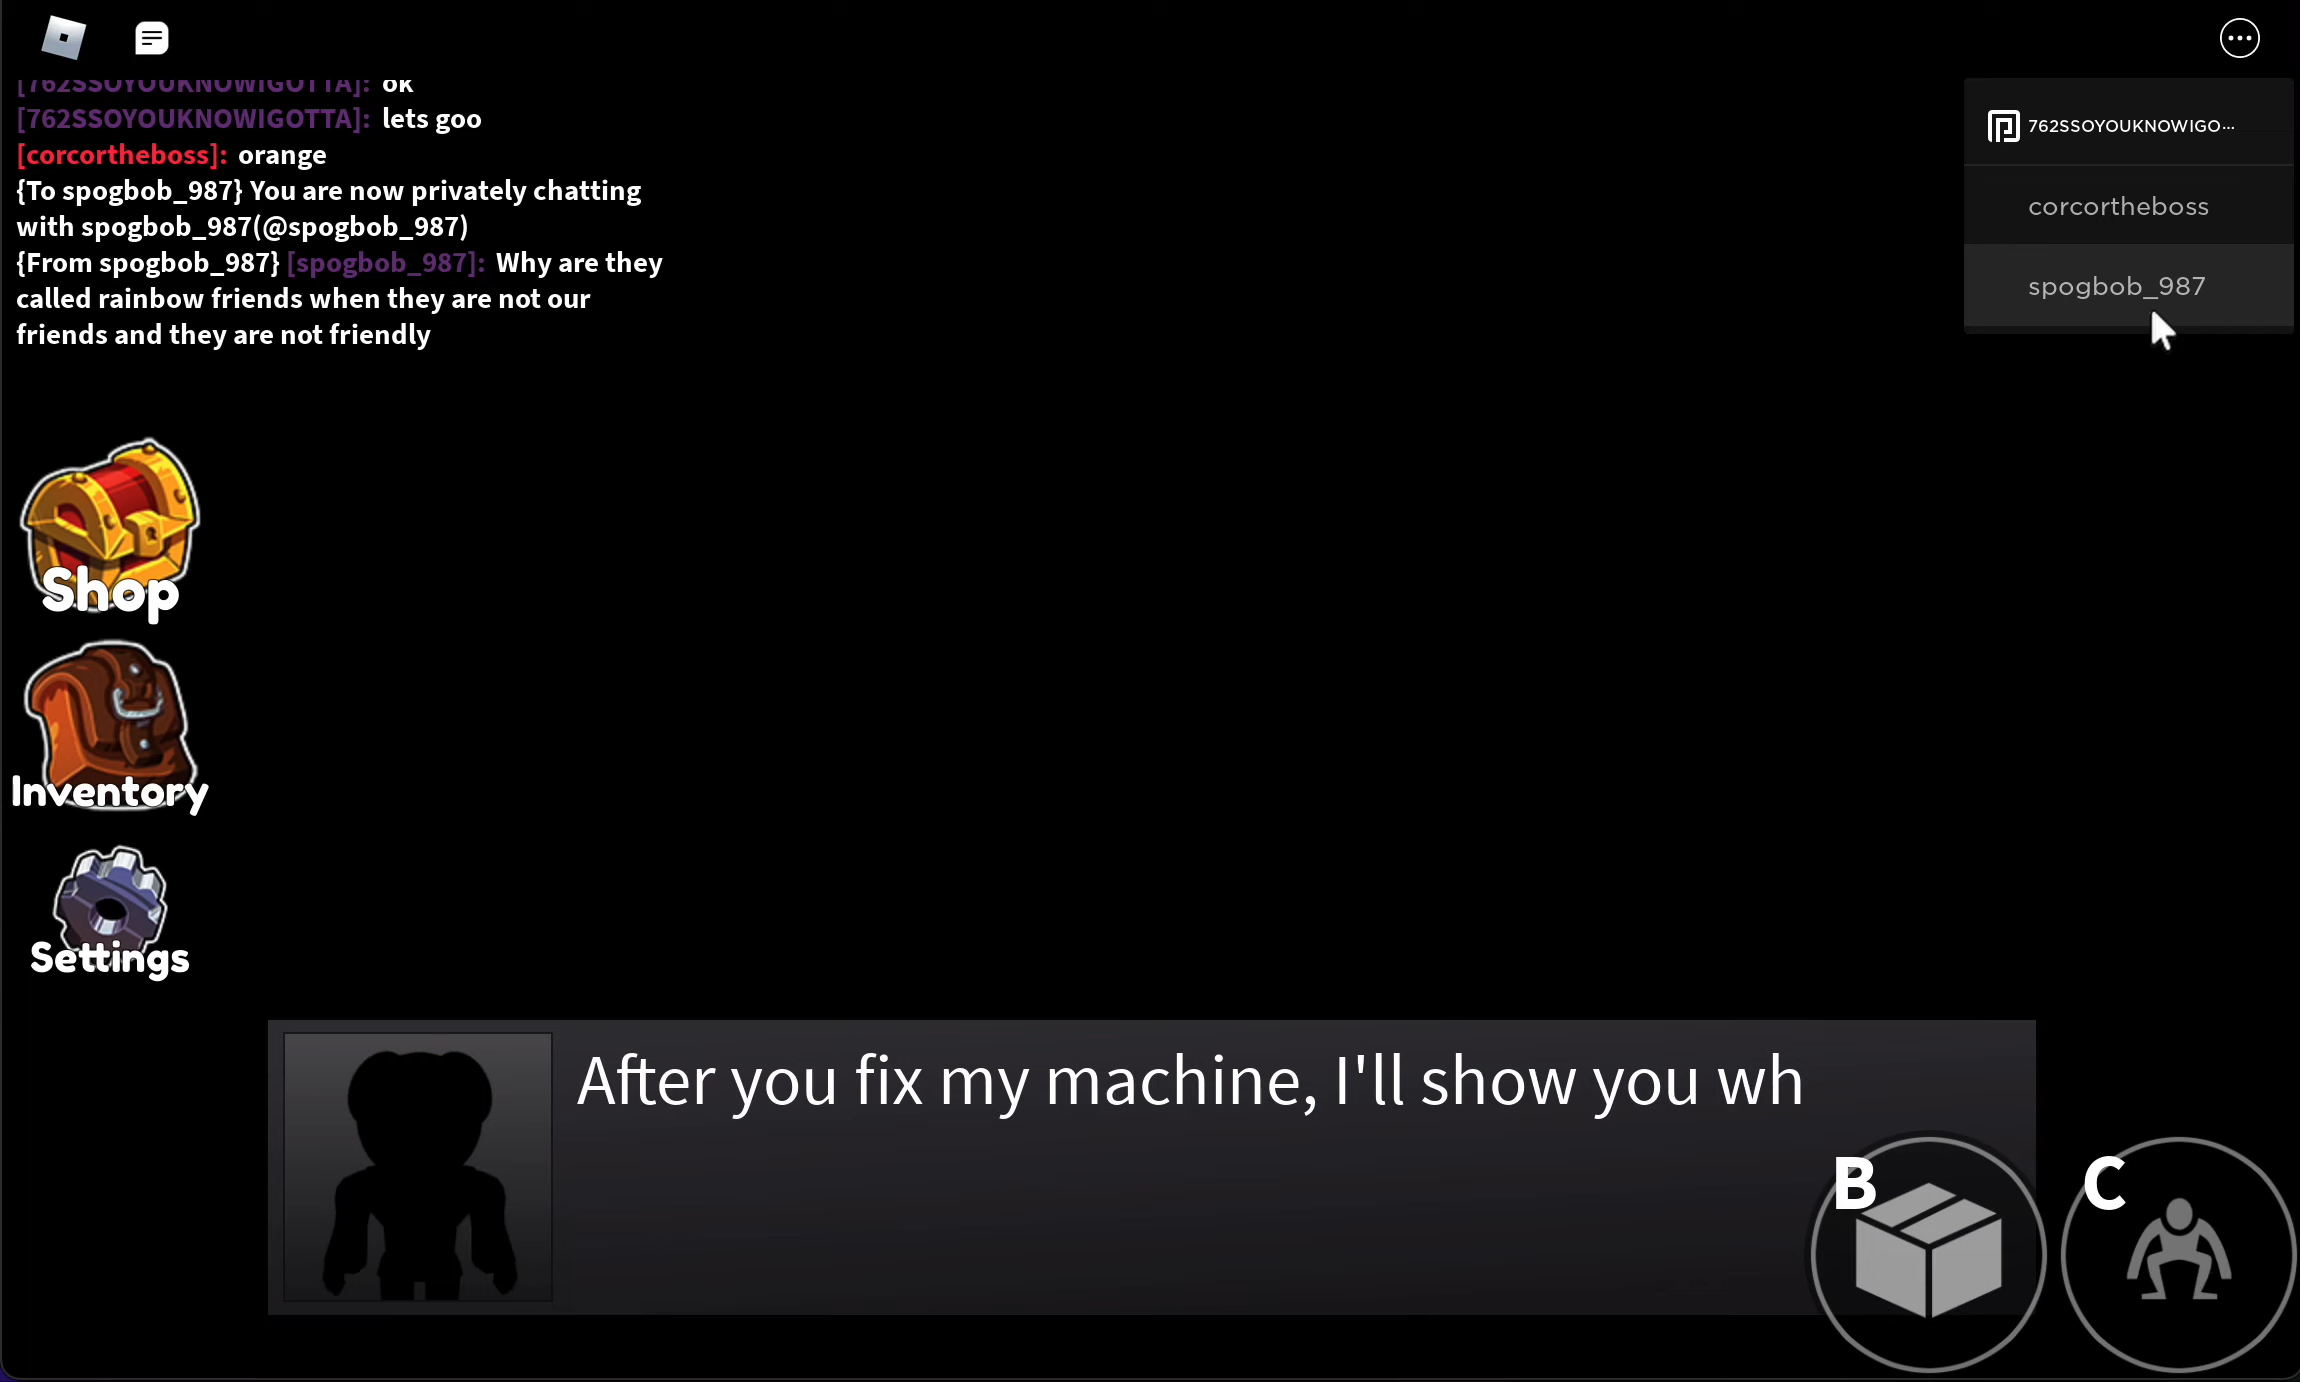 [762SSOYOUKNOWIGOTTA]: ok
[762SSOYOUKNOWIGOTTA]: lets goo
[corcortheboss]: orange
{To spogbob_987} You are now privately chatting
with spogbob_987(@spogbob_987)
{From spogbob_987} [spogbob_987]: Why are they
called rainbow friends when they are not our
friends and they are not friendly
762SSOYOUKNOWIGO...
corcortheboss
spogbob_987
Shop
Inventory
Settings
After you fix my machine, I'll show you wh
B
C